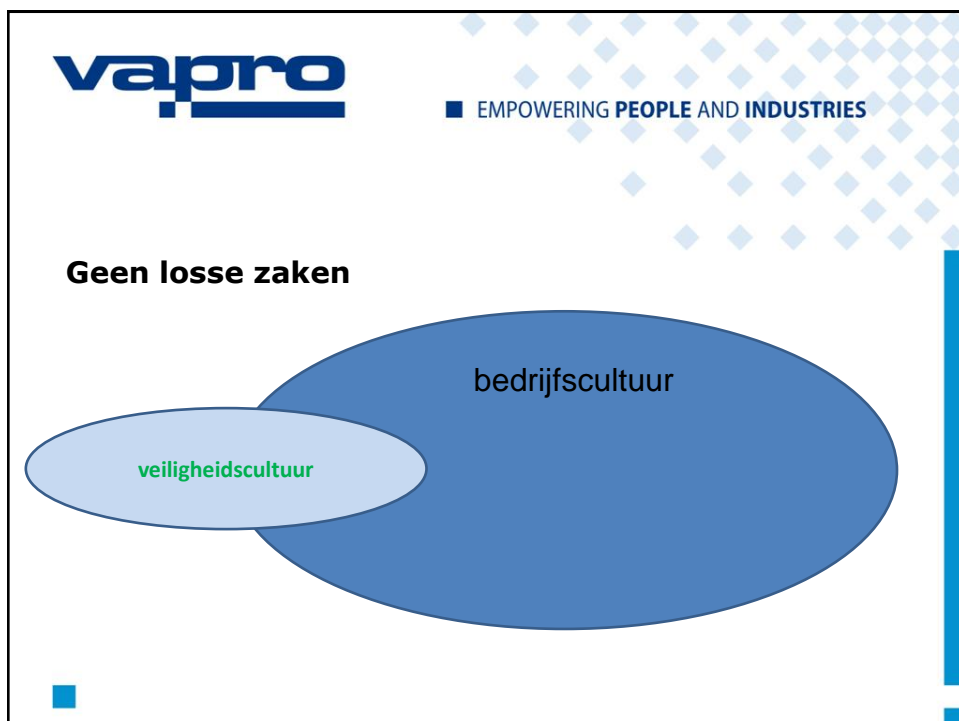 vapro
EMPOWERING PEOPLE AND INDUSTRIES
Geen losse zaken
bedrijfscultuur
veiligheidscultuur